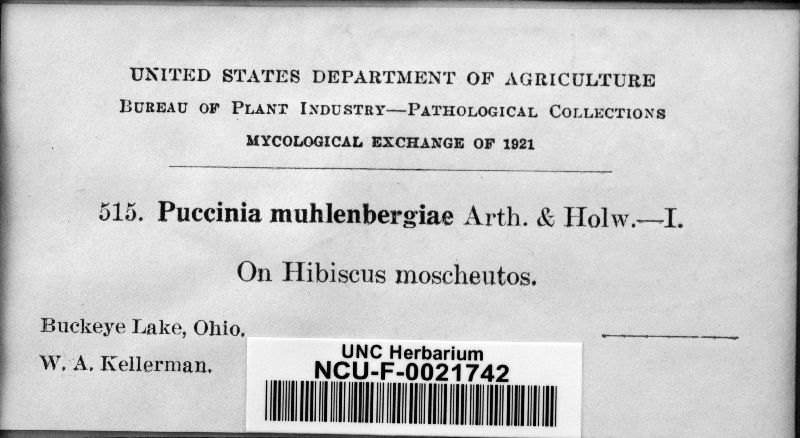 UNITED STATES DEPARTMENT OF AGRICULTURE
BUREAU OF PLANT INDUSTRY—PATHOLOGICAL COLLECTIONS
MYCOLOGICAL EXCHANGE OF 1921
515. Puccinia muhlenbergiae Arth. & Holw.—I.
On Hibiscus moscheutos.
Buckeye Lake, Ohio.
W. A. Kellerman.
UNC Herbarium
NCU-F-0021742